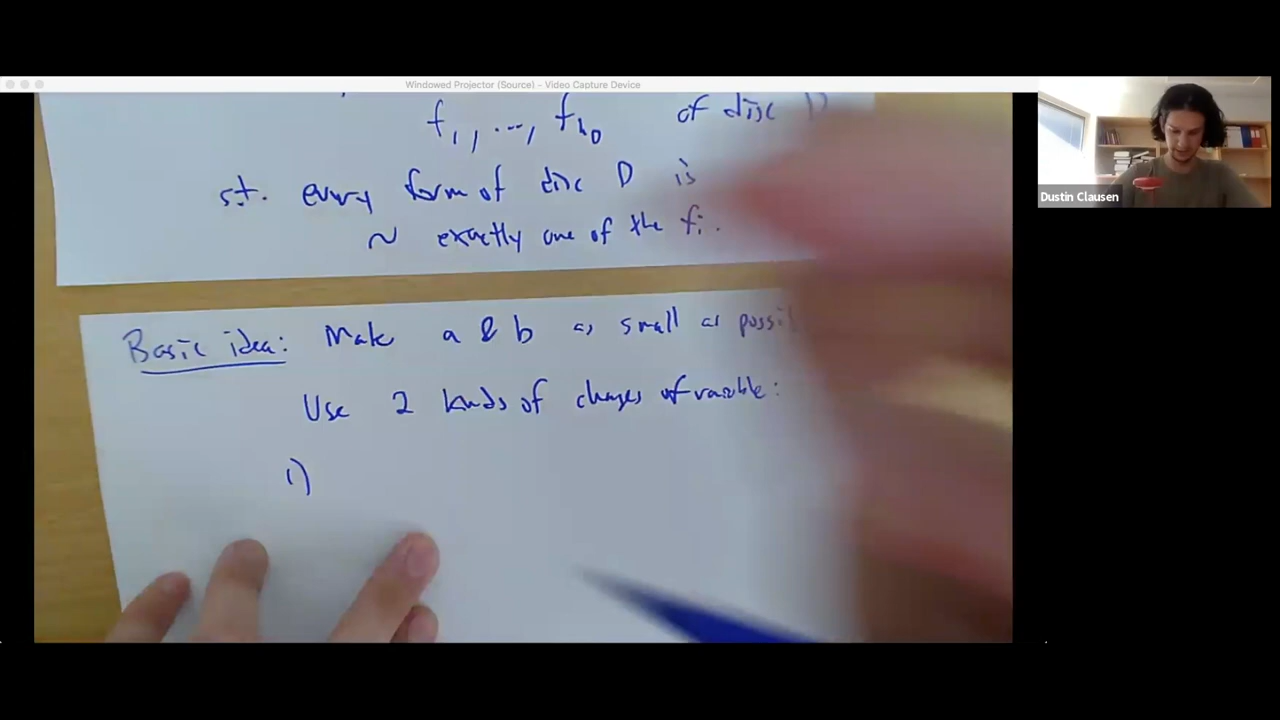 Windowed Projector (Source) - Video Capture Device
f₁, ..., fₕ₀ of disc D
s.t. every form of disc D is
~ exactly one of the fᵢ.
Basic idea: Make a & b as small as
Use 2 kinds of changes of variable:
1)
Dustin Clausen